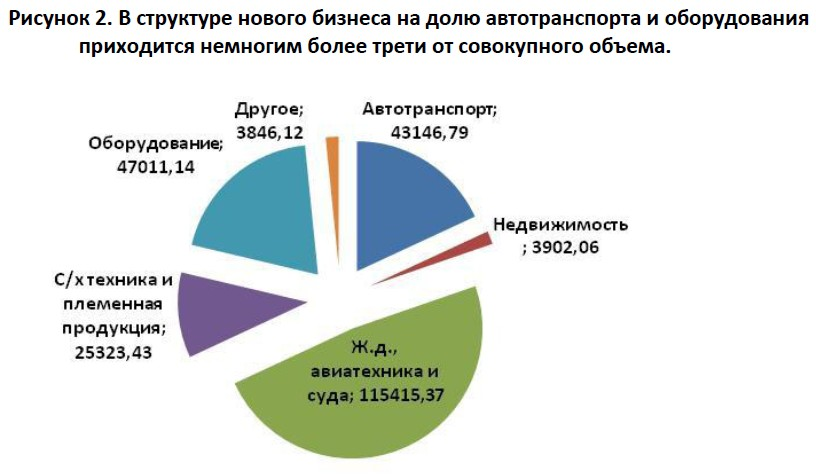 Рисунок 2. В структуре нового бизнеса на долю автотранспорта и оборудования
приходится немногим более трети от совокупного объема.
Другое;
3846,12
Автотранспорт;
43146,79
Оборудование;
47011,14
Недвижимость
; 3902,06
С/х техника и
племенная
продукция;
25323,43
Ж.д.,
авиатехника и
суда; 115415,37